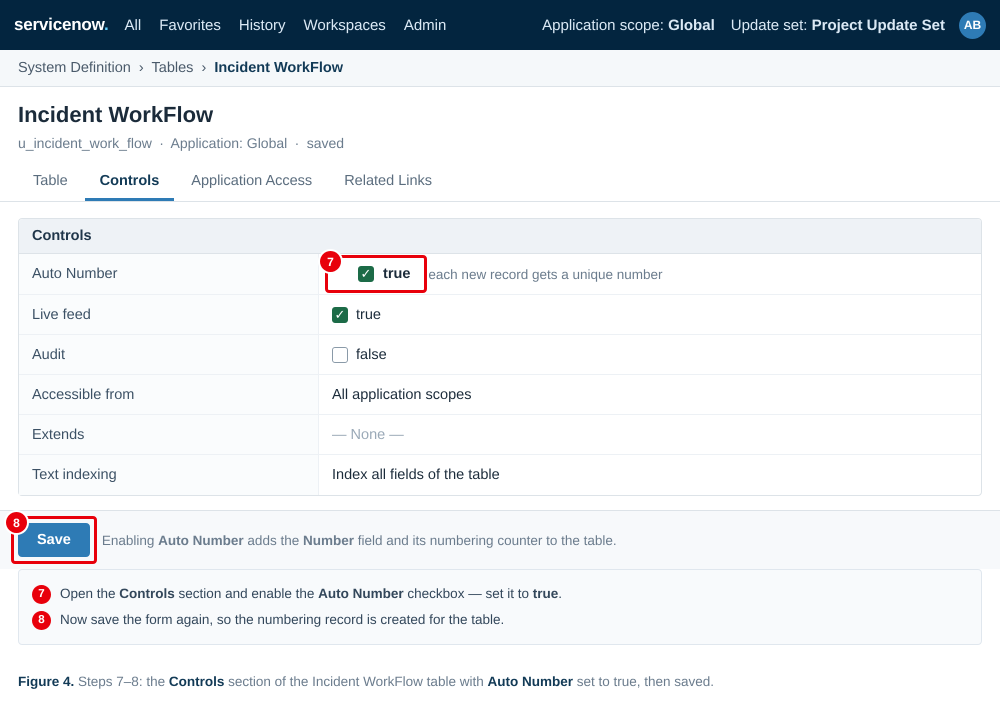 servicenow. All Favorites History Workspaces Admin Application scope: Global Update set: Project Update Set AB
System Definition › Tables › Incident WorkFlow
Incident WorkFlow
u_incident_work_flow · Application: Global · saved
Table Controls Application Access Related Links
Controls
Auto Number 7 ✓ true each new record gets a unique number
Live feed ✓ true
Audit false
Accessible from All application scopes
Extends — None —
Text indexing Index all fields of the table
8 Save Enabling Auto Number adds the Number field and its numbering counter to the table.
7 Open the Controls section and enable the Auto Number checkbox — set it to true.
8 Now save the form again, so the numbering record is created for the table.
Figure 4. Steps 7–8: the Controls section of the Incident WorkFlow table with Auto Number set to true, then saved.